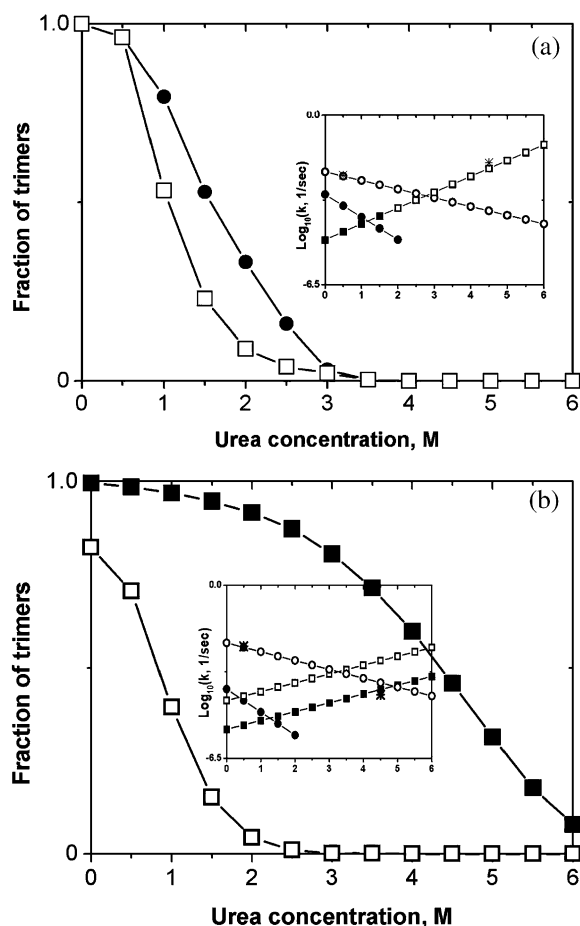 (a)
1.0
Fraction of trimers
0
0 1 2 3 4 5 6
Urea concentration, M
0.0
Log10(k, 1/sec)
-6.5
0 1 2 3 4 5 6
(b)
1.0
Fraction of trimers
0
0 1 2 3 4 5 6
Urea concentration, M
0.0
Log10(k, 1/sec)
-6.5
0 1 2 3 4 5 6